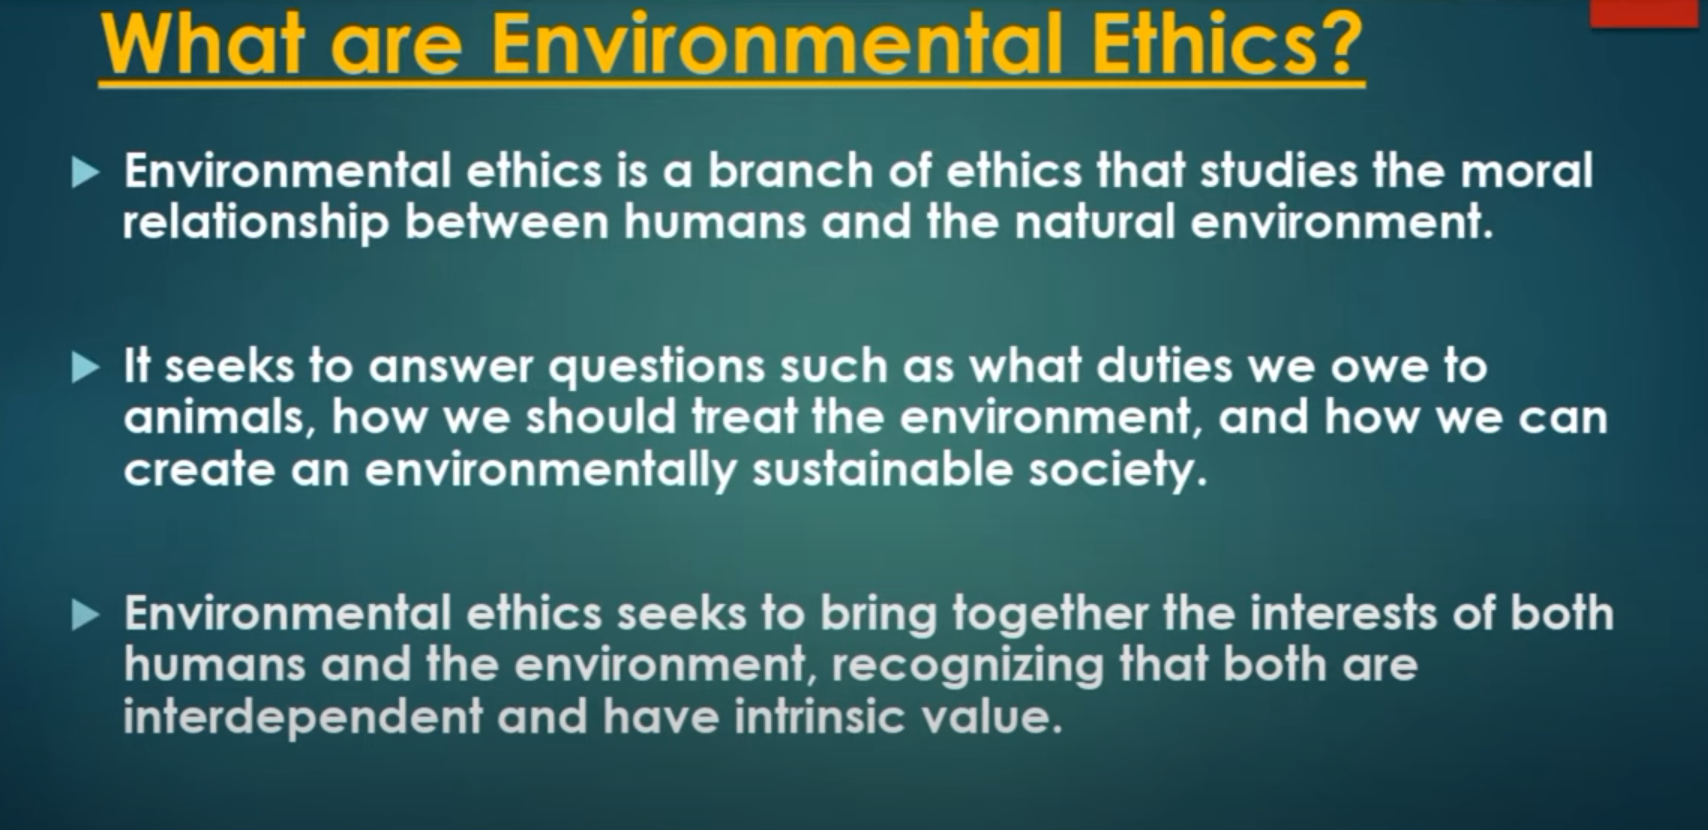 What are Environmental Ethics?
Environmental ethics is a branch of ethics that studies the moral
relationship between humans and the natural environment.
It seeks to answer questions such as what duties we owe to
animals, how we should treat the environment, and how we can
create an environmentally sustainable society.
Environmental ethics seeks to bring together the interests of both
humans and the environment, recognizing that both are
interdependent and have intrinsic value.